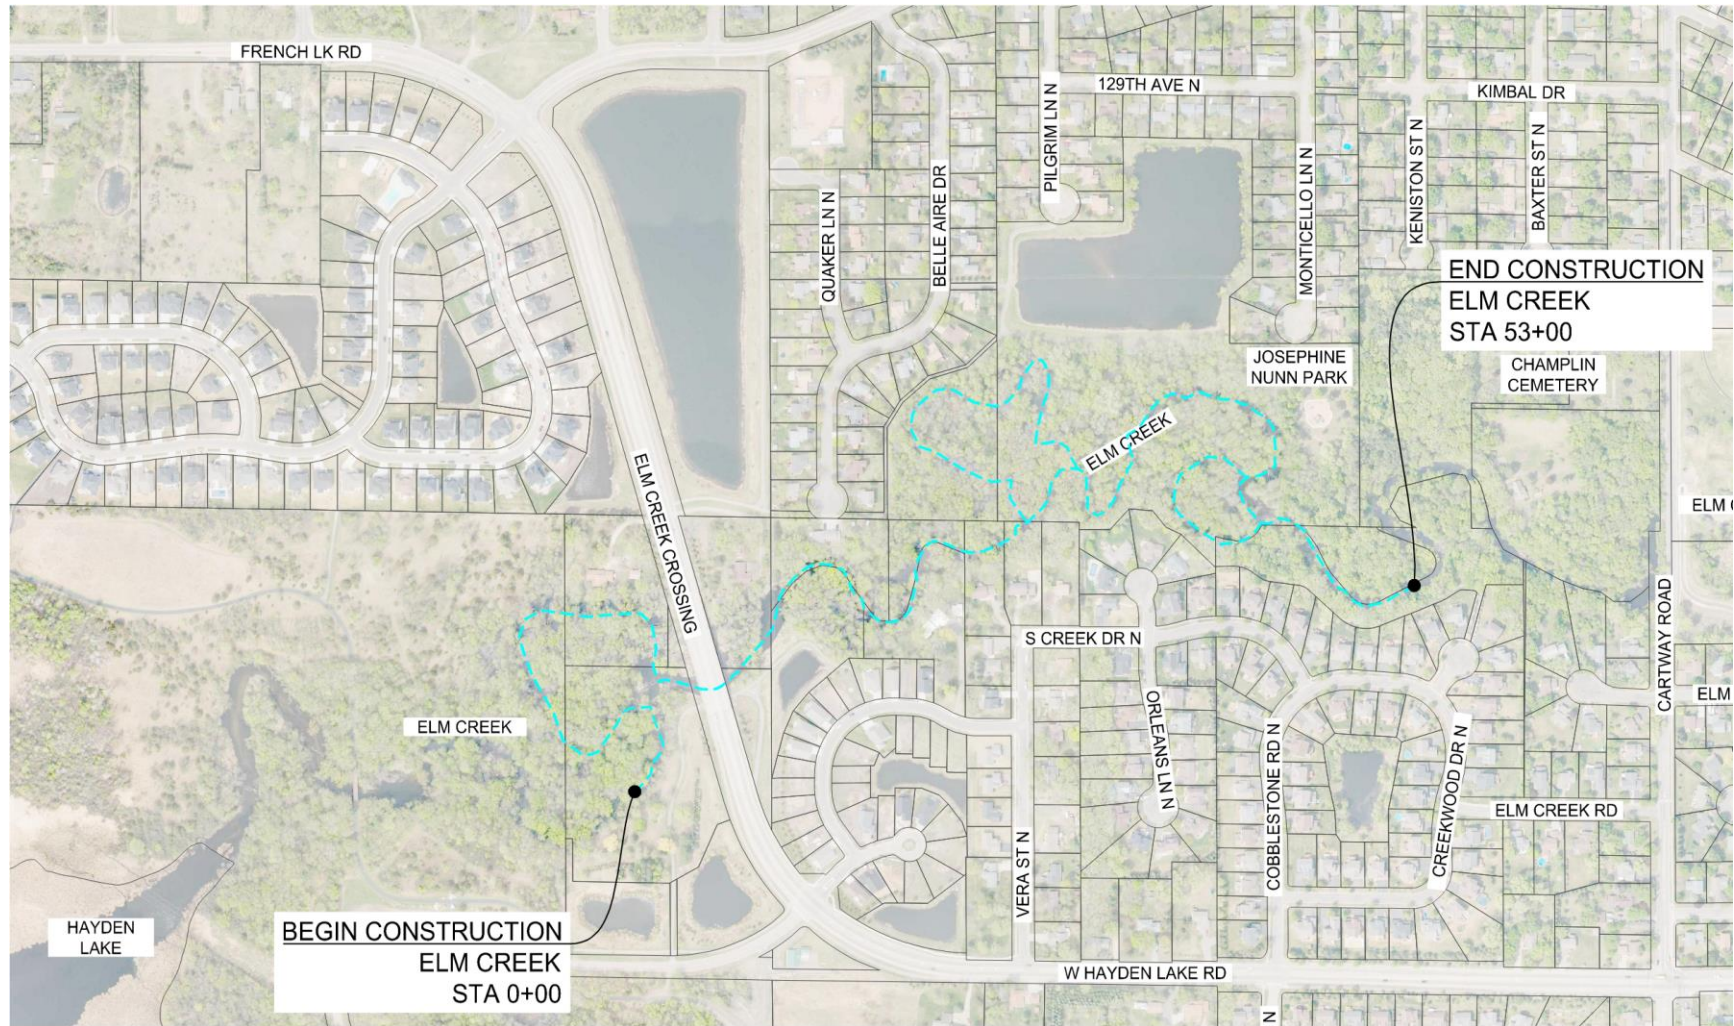 FRENCH LK RD
129TH AVE N
KIMBAL DR
PILGRIM LN N
MONTICELLO LN N
KENISTON ST N
BAXTER ST N
QUAKER LN N
BELLE AIRE DR
END CONSTRUCTION
ELM CREEK
STA 53+00
JOSEPHINE
NUNN PARK
CHAMPLIN
CEMETERY
ELM CREEK
ELM CREEK CROSSING
ELM C
S CREEK DR N
CARTWAY ROAD
ELM
ELM CREEK
ORLEANS LN N
COBBLESTONE RD N
CREEKWOOD DR N
ELM CREEK RD
VERA ST N
HAYDEN
LAKE
BEGIN CONSTRUCTION
ELM CREEK
STA 0+00
W HAYDEN LAKE RD
N